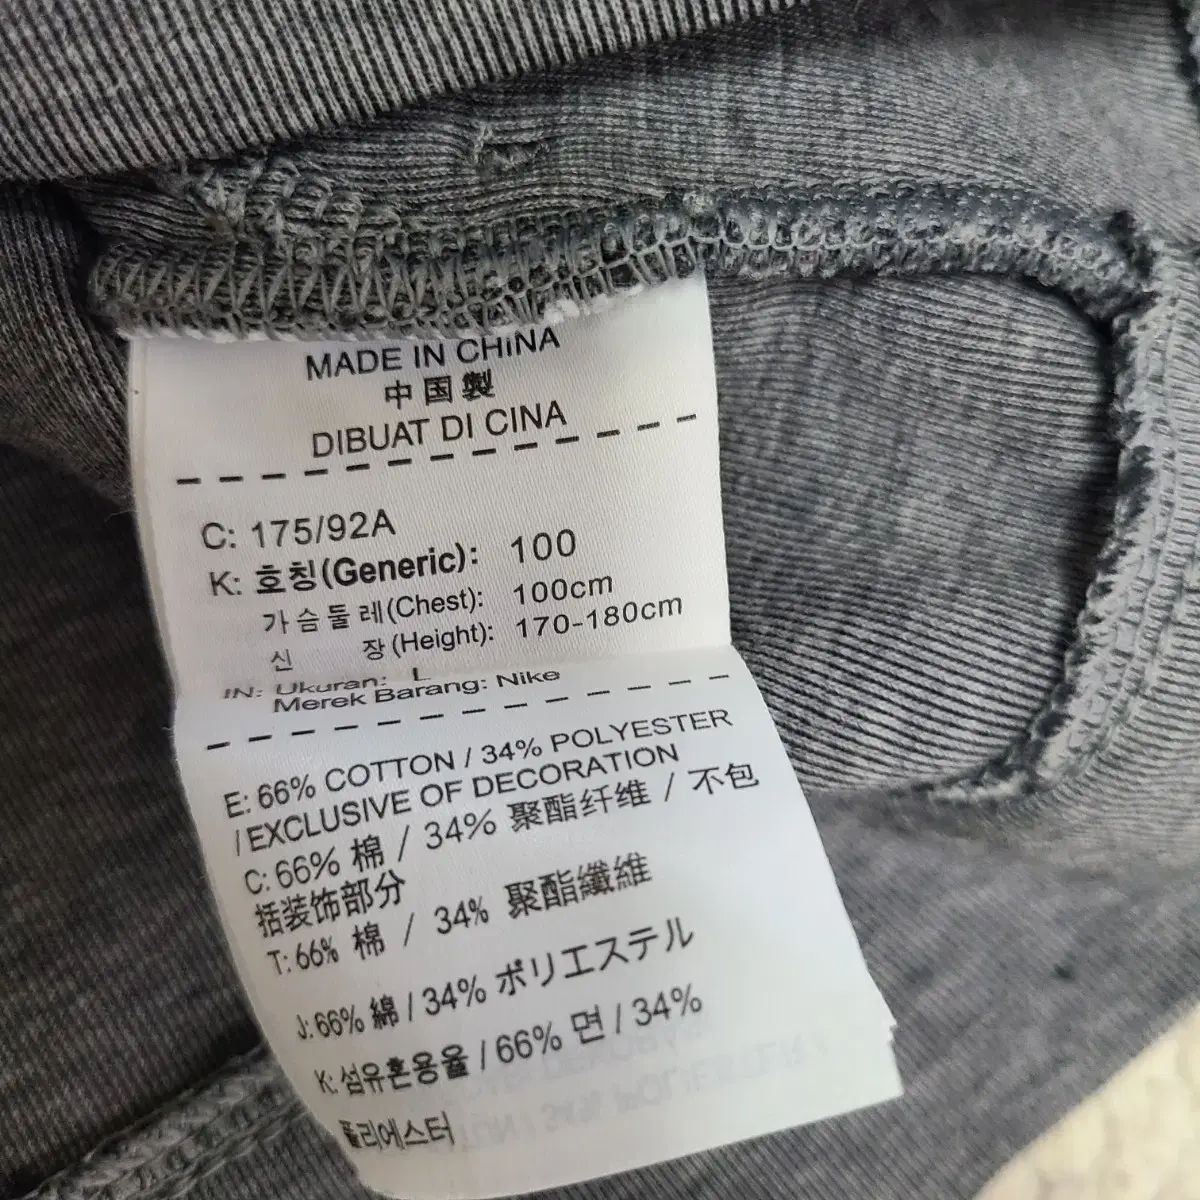 MADE IN CHINA
中国製
DIBUAT DI CINA
C: 175/92A
K: 호칭(Generic): 100
가슴둘레(Chest): 100cm
신 장(Height): 170-180cm
IN: Ukuran: L
Merek Barang: Nike
E: 66% COTTON / 34% POLYESTER
/ EXCLUSIVE OF DECORATION
C: 66% 棉 / 34% 聚酯纤维 / 不包
括装饰部分
T: 66% 棉 / 34% 聚酯纖維
J: 66% 綿 / 34% ポリエステル
K: 섬유혼용율 / 66% 면 / 34%
폴리에스터